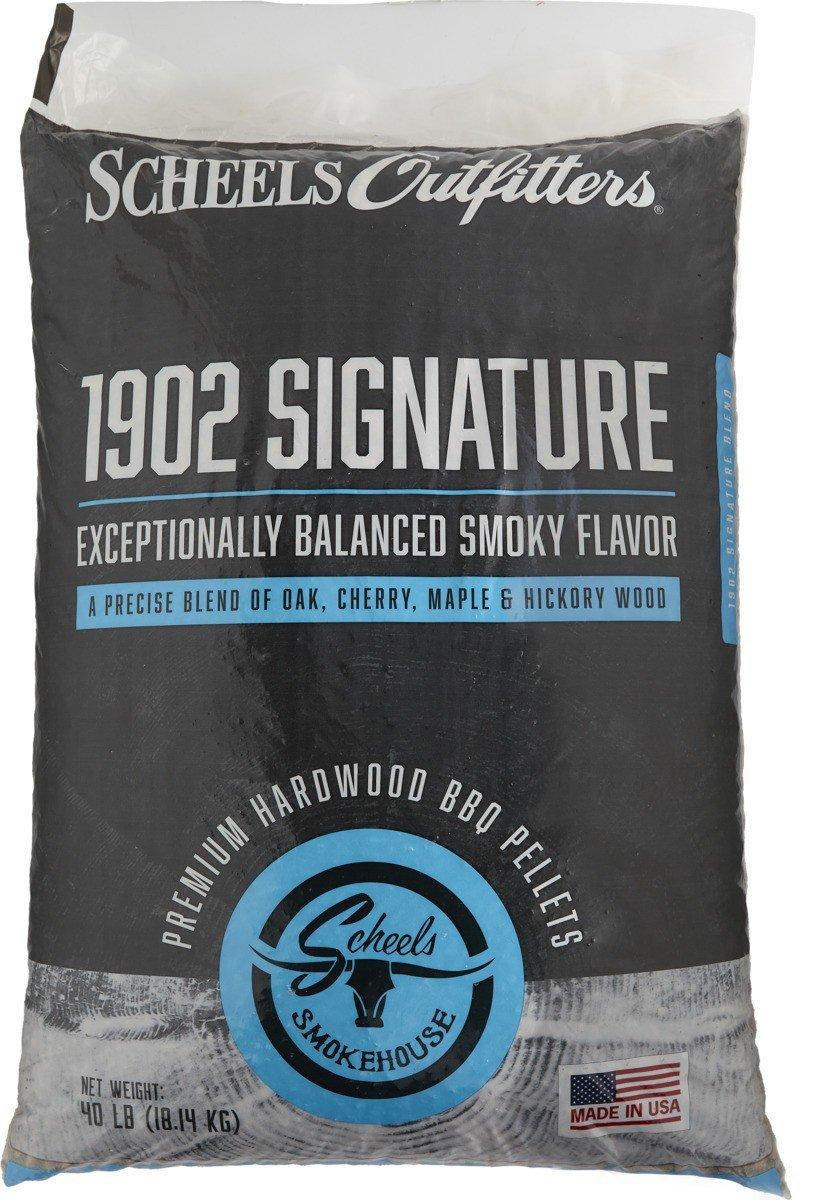 SCHEELS Outfitters®
1902 SIGNATURE
EXCEPTIONALLY BALANCED SMOKY FLAVOR
A PRECISE BLEND OF OAK, CHERRY, MAPLE & HICKORY WOOD
1902 SIGNATURE BLEND
PREMIUM HARDWOOD BBQ PELLETS
Scheels
SMOKEHOUSE
NET WEIGHT:
40 LB (18.14 KG)
MADE IN USA